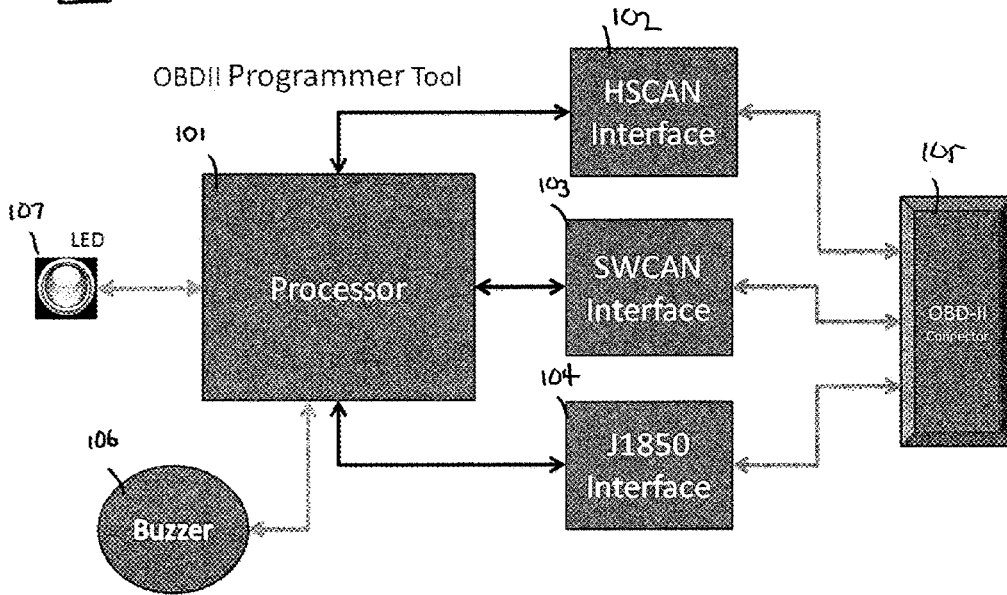 102
OBDII Programmer Tool
HSCAN
Interface
101
105
103
107
LED
SWCAN
Interface
Processor
OBD-II
Connector
104
106
J1850
Interface
Buzzer